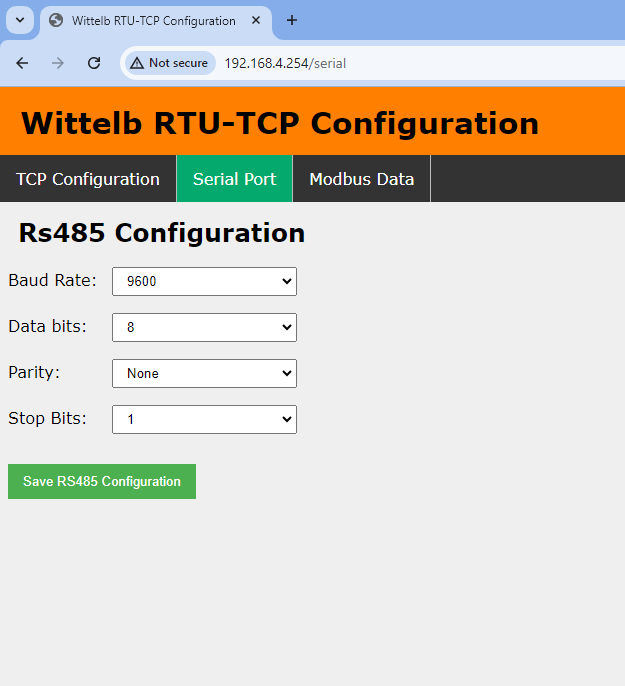 Wittelb RTU-TCP Configuration
Not secure 192.168.4.254/serial
Wittelb RTU-TCP Configuration
TCP Configuration Serial Port Modbus Data
Rs485 Configuration
Baud Rate: 9600
Data bits: 8
Parity: None
Stop Bits: 1
Save RS485 Configuration